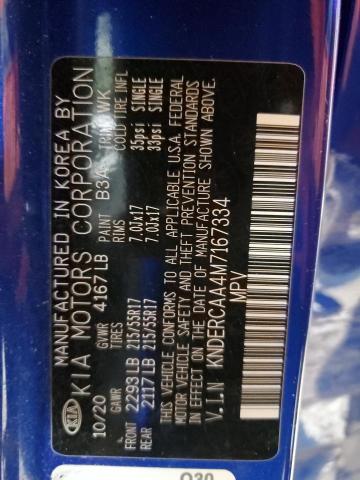 MANUFACTURED IN KOREA BY
KIA KIA MOTORS CORPORATION
10/20 GVWR 4167LB PAINT B3A TRIM WK
GAWR TIRES RIMS COLD TIRE INFL
FRONT 2293LB 215/55R17 7.0JX17 35psi SINGLE
REAR 2117LB 215/55R17 7.0JX17 33psi SINGLE
THIS VEHICLE CONFORMS TO ALL APPLICABLE U.S.A. FEDERAL
MOTOR VEHICLE SAFETY AND THEFT PREVENTION STANDARDS
IN EFFECT ON THE DATE OF MANUFACTURE SHOWN ABOVE.
V.I.N KNDERCAA4M7167334
MPV